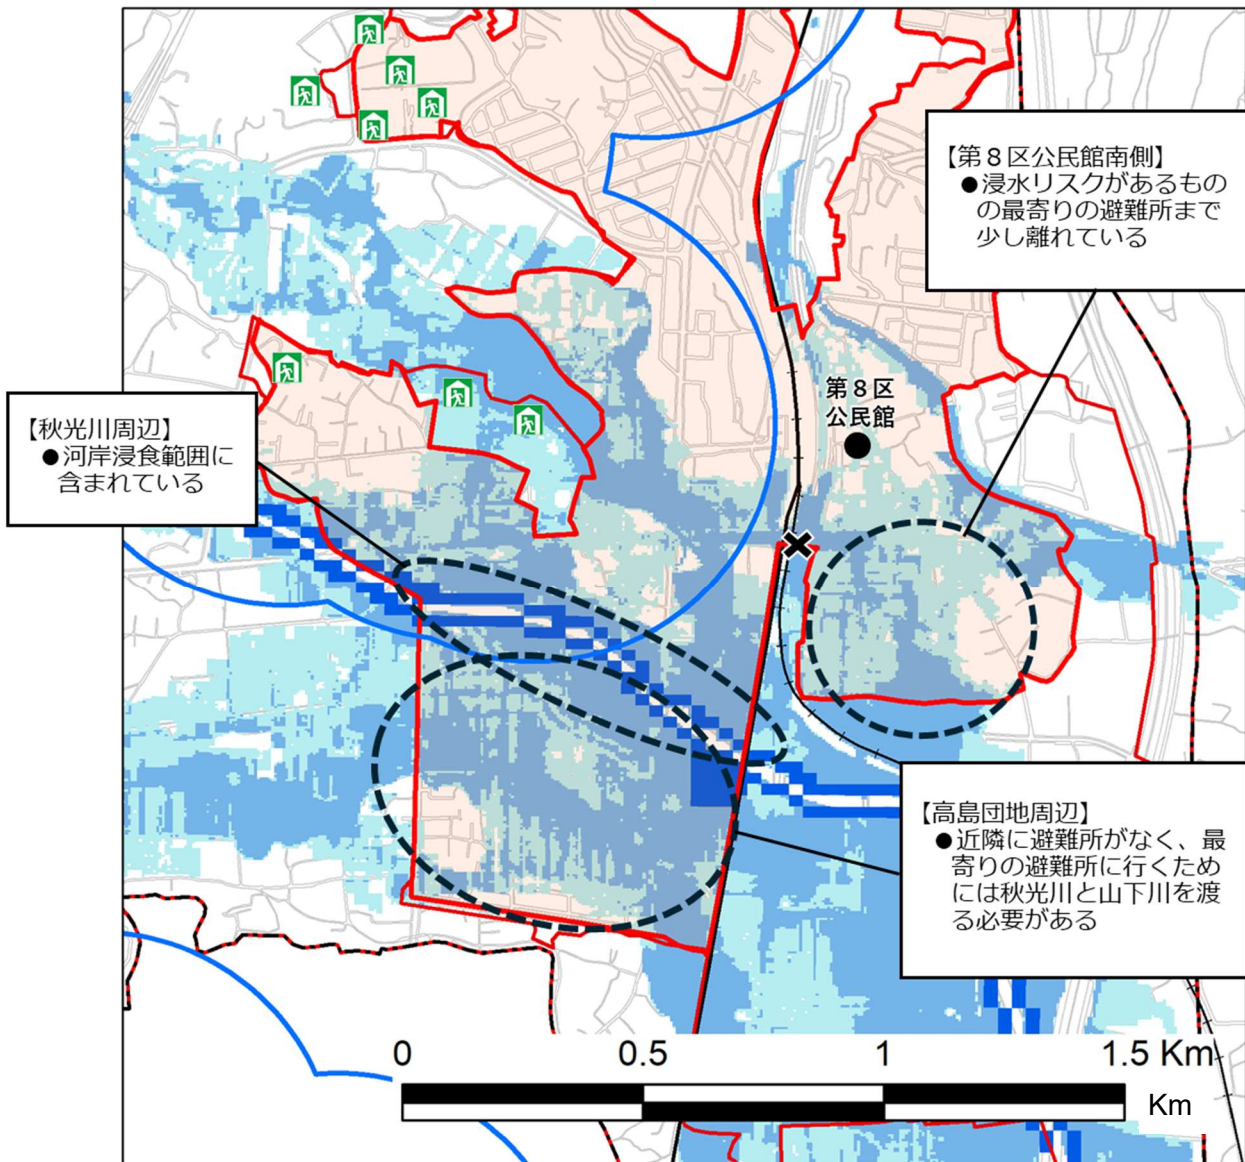 【第８区公民館南側】
●浸水リスクがあるもの
の最寄りの避難所まで
少し離れている
第８区
公民館
【秋光川周辺】
●河岸浸食範囲に
含まれている
【高島団地周辺】
●近隣に避難所がなく、最
寄りの避難所に行くため
には秋光川と山下川を渡
る必要がある
0 0.5 1 1.5 Km
Km